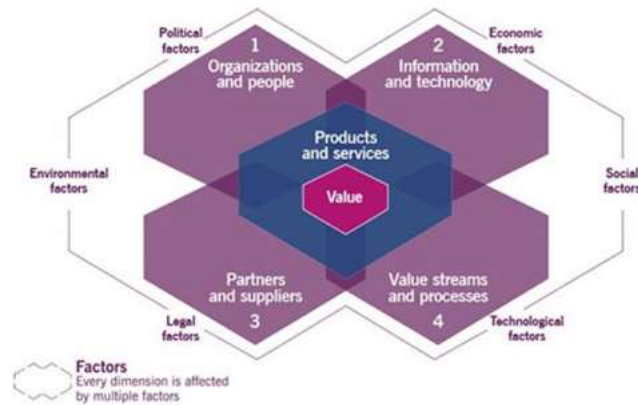 Political
factors
Economic
factors
1
Organizations
and people
2
Information
and technology
Products
and services
Environmental
factors
Value
Social
factors
Partners
and suppliers
3
Value streams
and processes
4
Legal
factors
Technological
factors
Factors
Every dimension is affected
by multiple factors